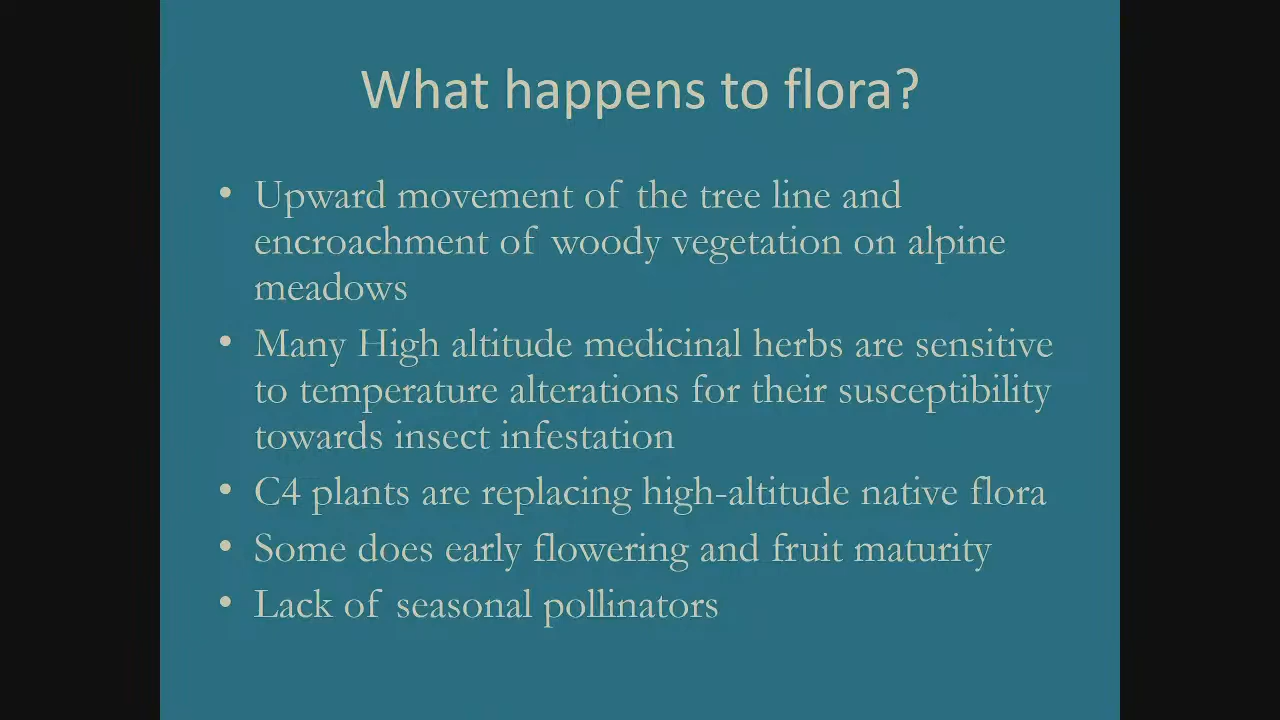 What happens to flora?
• Upward movement of the tree line and
encroachment of woody vegetation on alpine
meadows
• Many High altitude medicinal herbs are sensitive
to temperature alterations for their susceptibility
towards insect infestation
• C4 plants are replacing high-altitude native flora
• Some does early flowering and fruit maturity
• Lack of seasonal pollinators